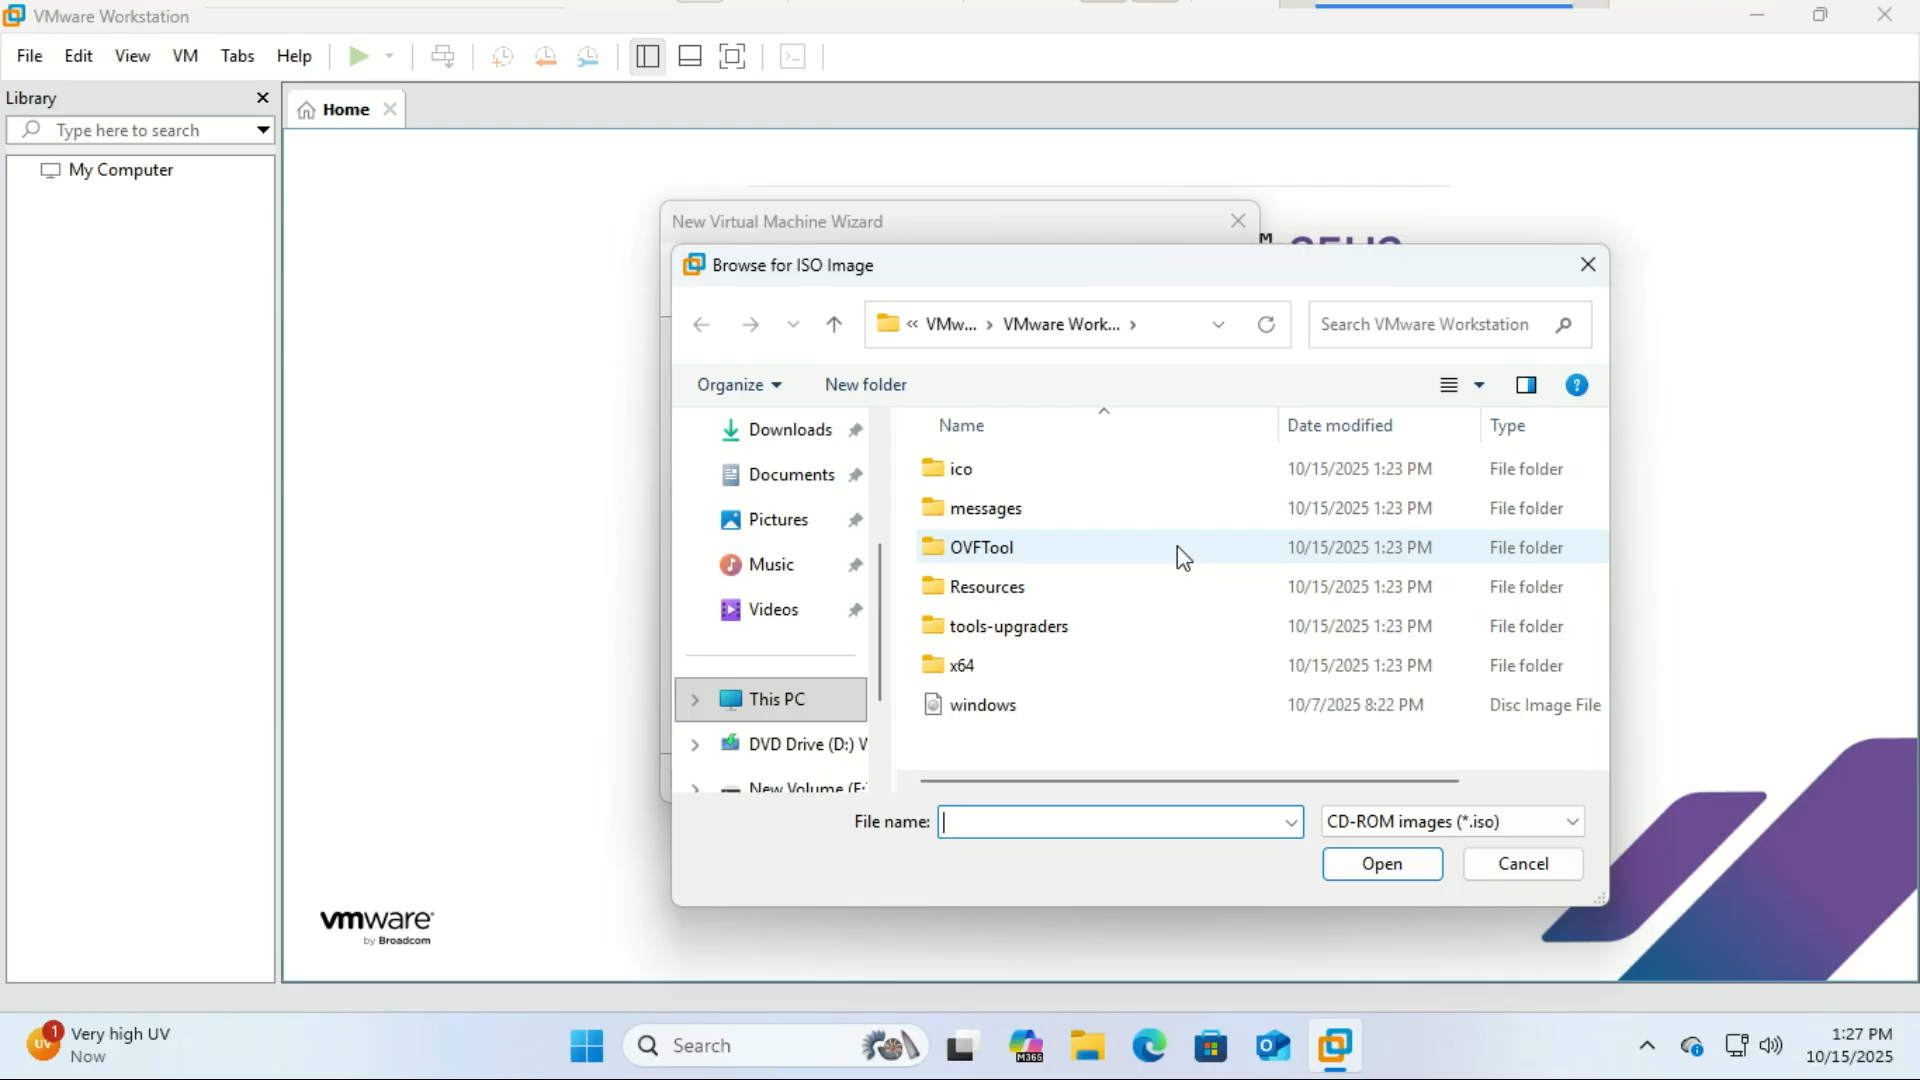 VMware Workstation
File Edit View VM Tabs Help
Library
Type here to search
Home
My Computer
New Virtual Machine Wizard
Browse for ISO Image
« VMw... › VMware Work... ›
Search VMware Workstation
Organize
New folder
Name Date modified Type
Downloads
Documents
Pictures
Music
Videos
This PC
DVD Drive (D:) V
New Volume (E:
ico 10/15/2025 1:23 PM File folder
messages 10/15/2025 1:23 PM File folder
OVFTool 10/15/2025 1:23 PM File folder
Resources 10/15/2025 1:23 PM File folder
tools-upgraders 10/15/2025 1:23 PM File folder
x64 10/15/2025 1:23 PM File folder
windows 10/7/2025 8:22 PM Disc Image File
File name:
CD-ROM images (*.iso)
Open Cancel
vmware
by Broadcom
UV
1
Very high UV
Now
Search
M365
1:27 PM
10/15/2025